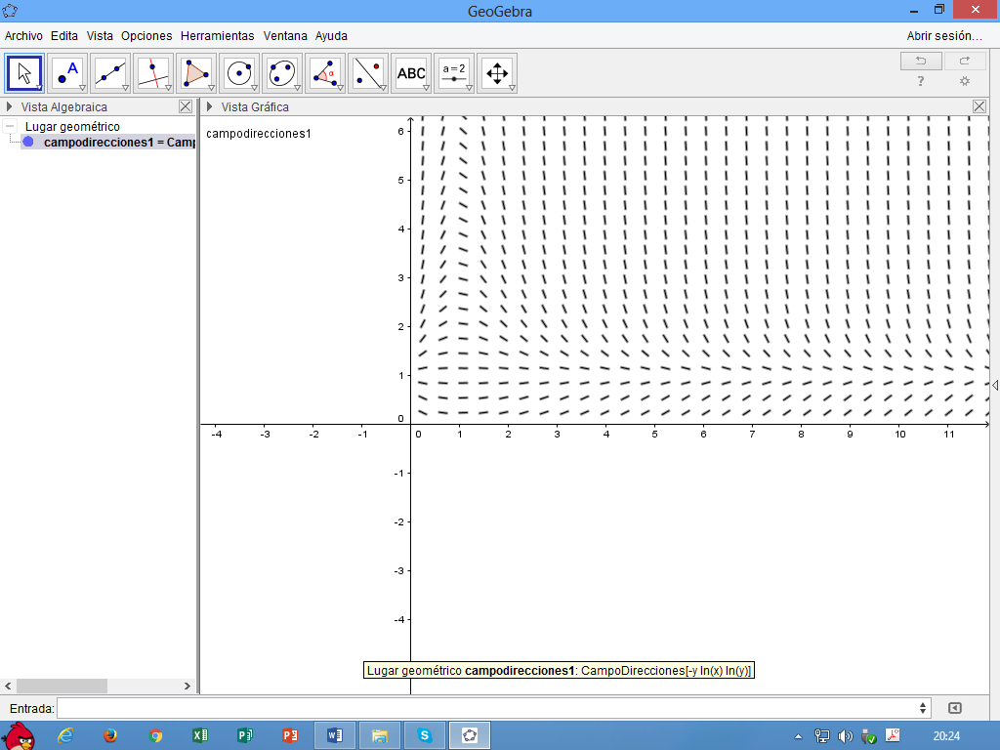 GeoGebra
Archivo Edita Vista Opciones Herramientas Ventana Ayuda Abrir sesión...
A α ABC a = 2 ?
Vista Algebraica Vista Gráfica
Lugar geométrico
campodirecciones1 = Camp
campodirecciones1
6
5
4
3
2
1
0
-4 -3 -2 -1 0 1 2 3 4 5 6 7 8 9 10 11
-1
-2
-3
-4
Lugar geométrico campodirecciones1: CampoDirecciones[-y ln(x) ln(y)]
Entrada:
20:24